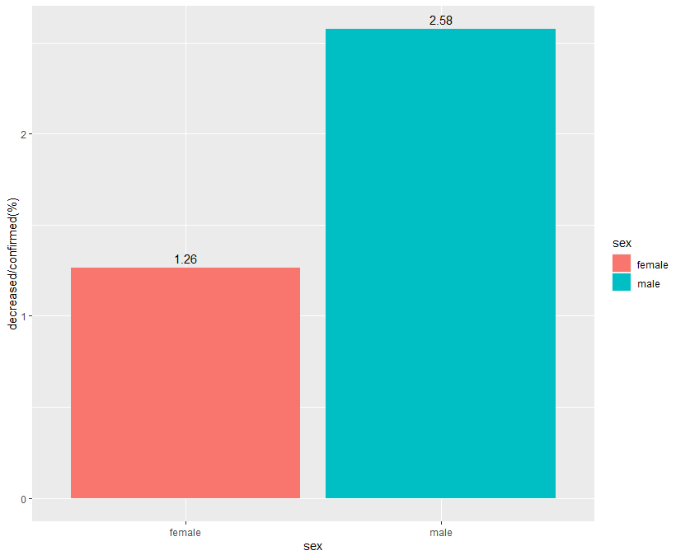 2.58
2
1.26
1
0
decreased/confirmed(%)
female
male
sex
sex
female
male